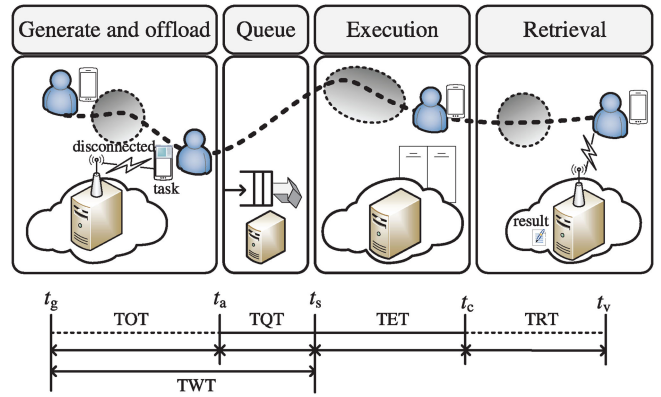 Generate and offload
Queue
Execution
Retrieval
disconnected
task
result
tg
ta
ts
tc
tv
TOT
TQT
TET
TRT
TWT